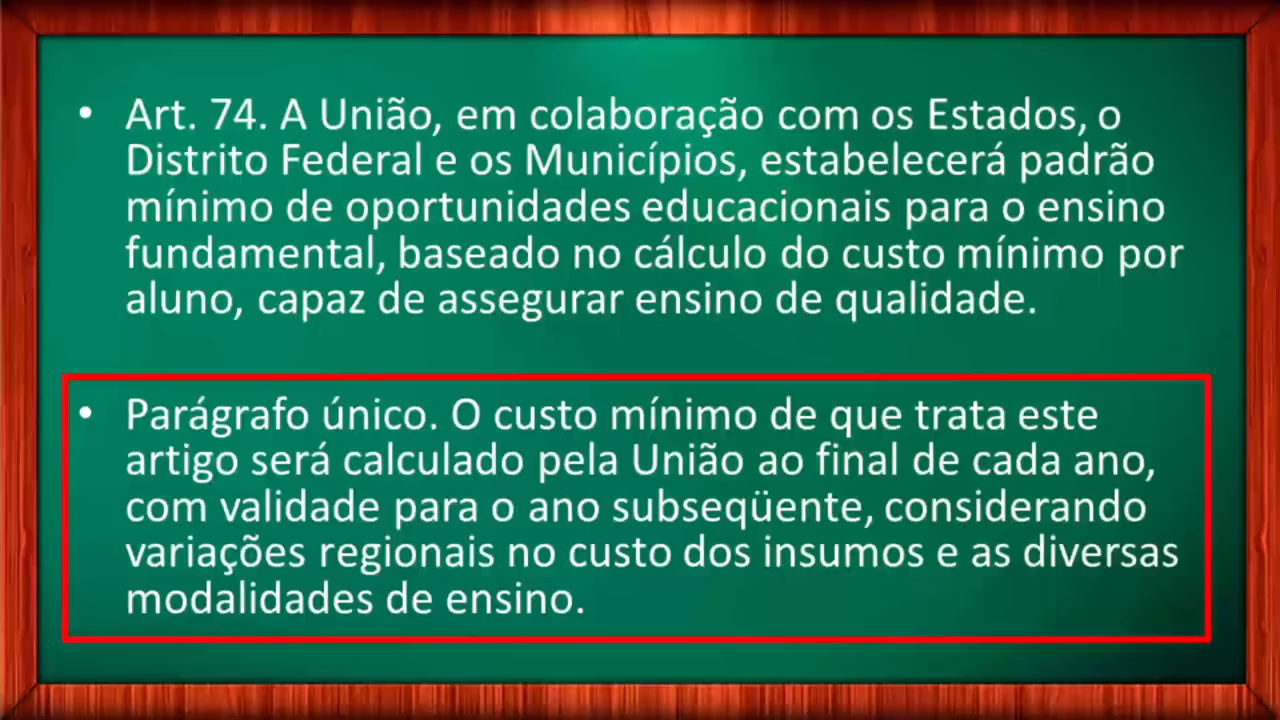 • Art. 74. A União, em colaboração com os Estados, o
Distrito Federal e os Municípios, estabelecerá padrão
mínimo de oportunidades educacionais para o ensino
fundamental, baseado no cálculo do custo mínimo por
aluno, capaz de assegurar ensino de qualidade.
• Parágrafo único. O custo mínimo de que trata este
artigo será calculado pela União ao final de cada ano,
com validade para o ano subseqüente, considerando
variações regionais no custo dos insumos e as diversas
modalidades de ensino.